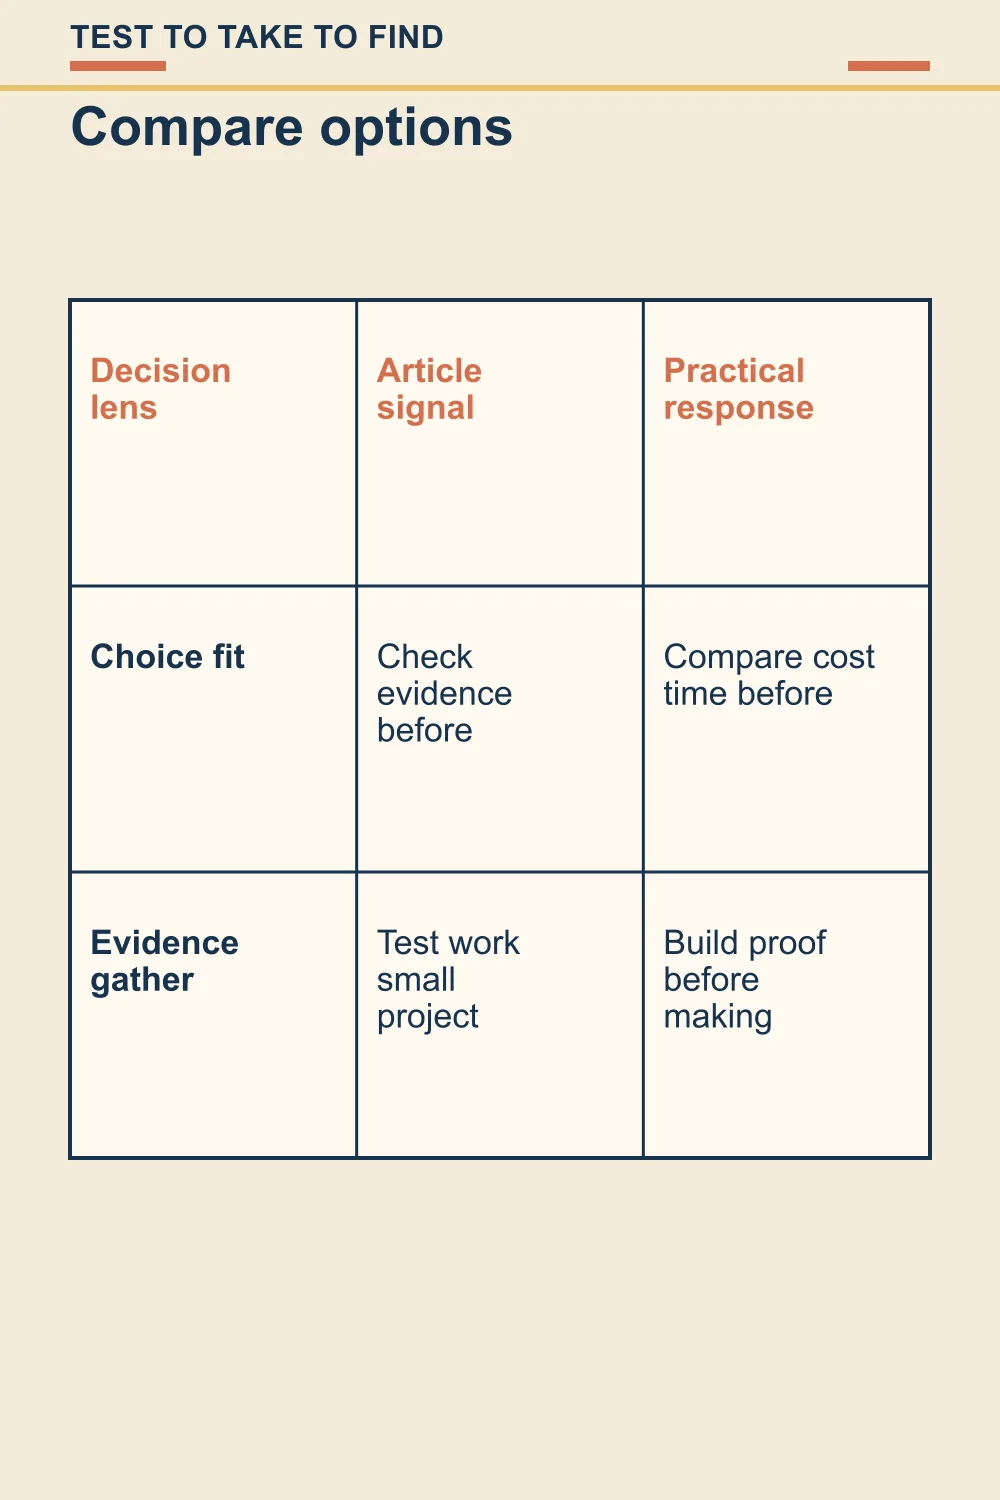 TEST TO TAKE TO FIND
Compare options
Decision
lens
Article
signal
Practical
response
Choice fit
Check
evidence
before
Compare cost
time before
Evidence
gather
Test work
small
project
Build proof
before
making